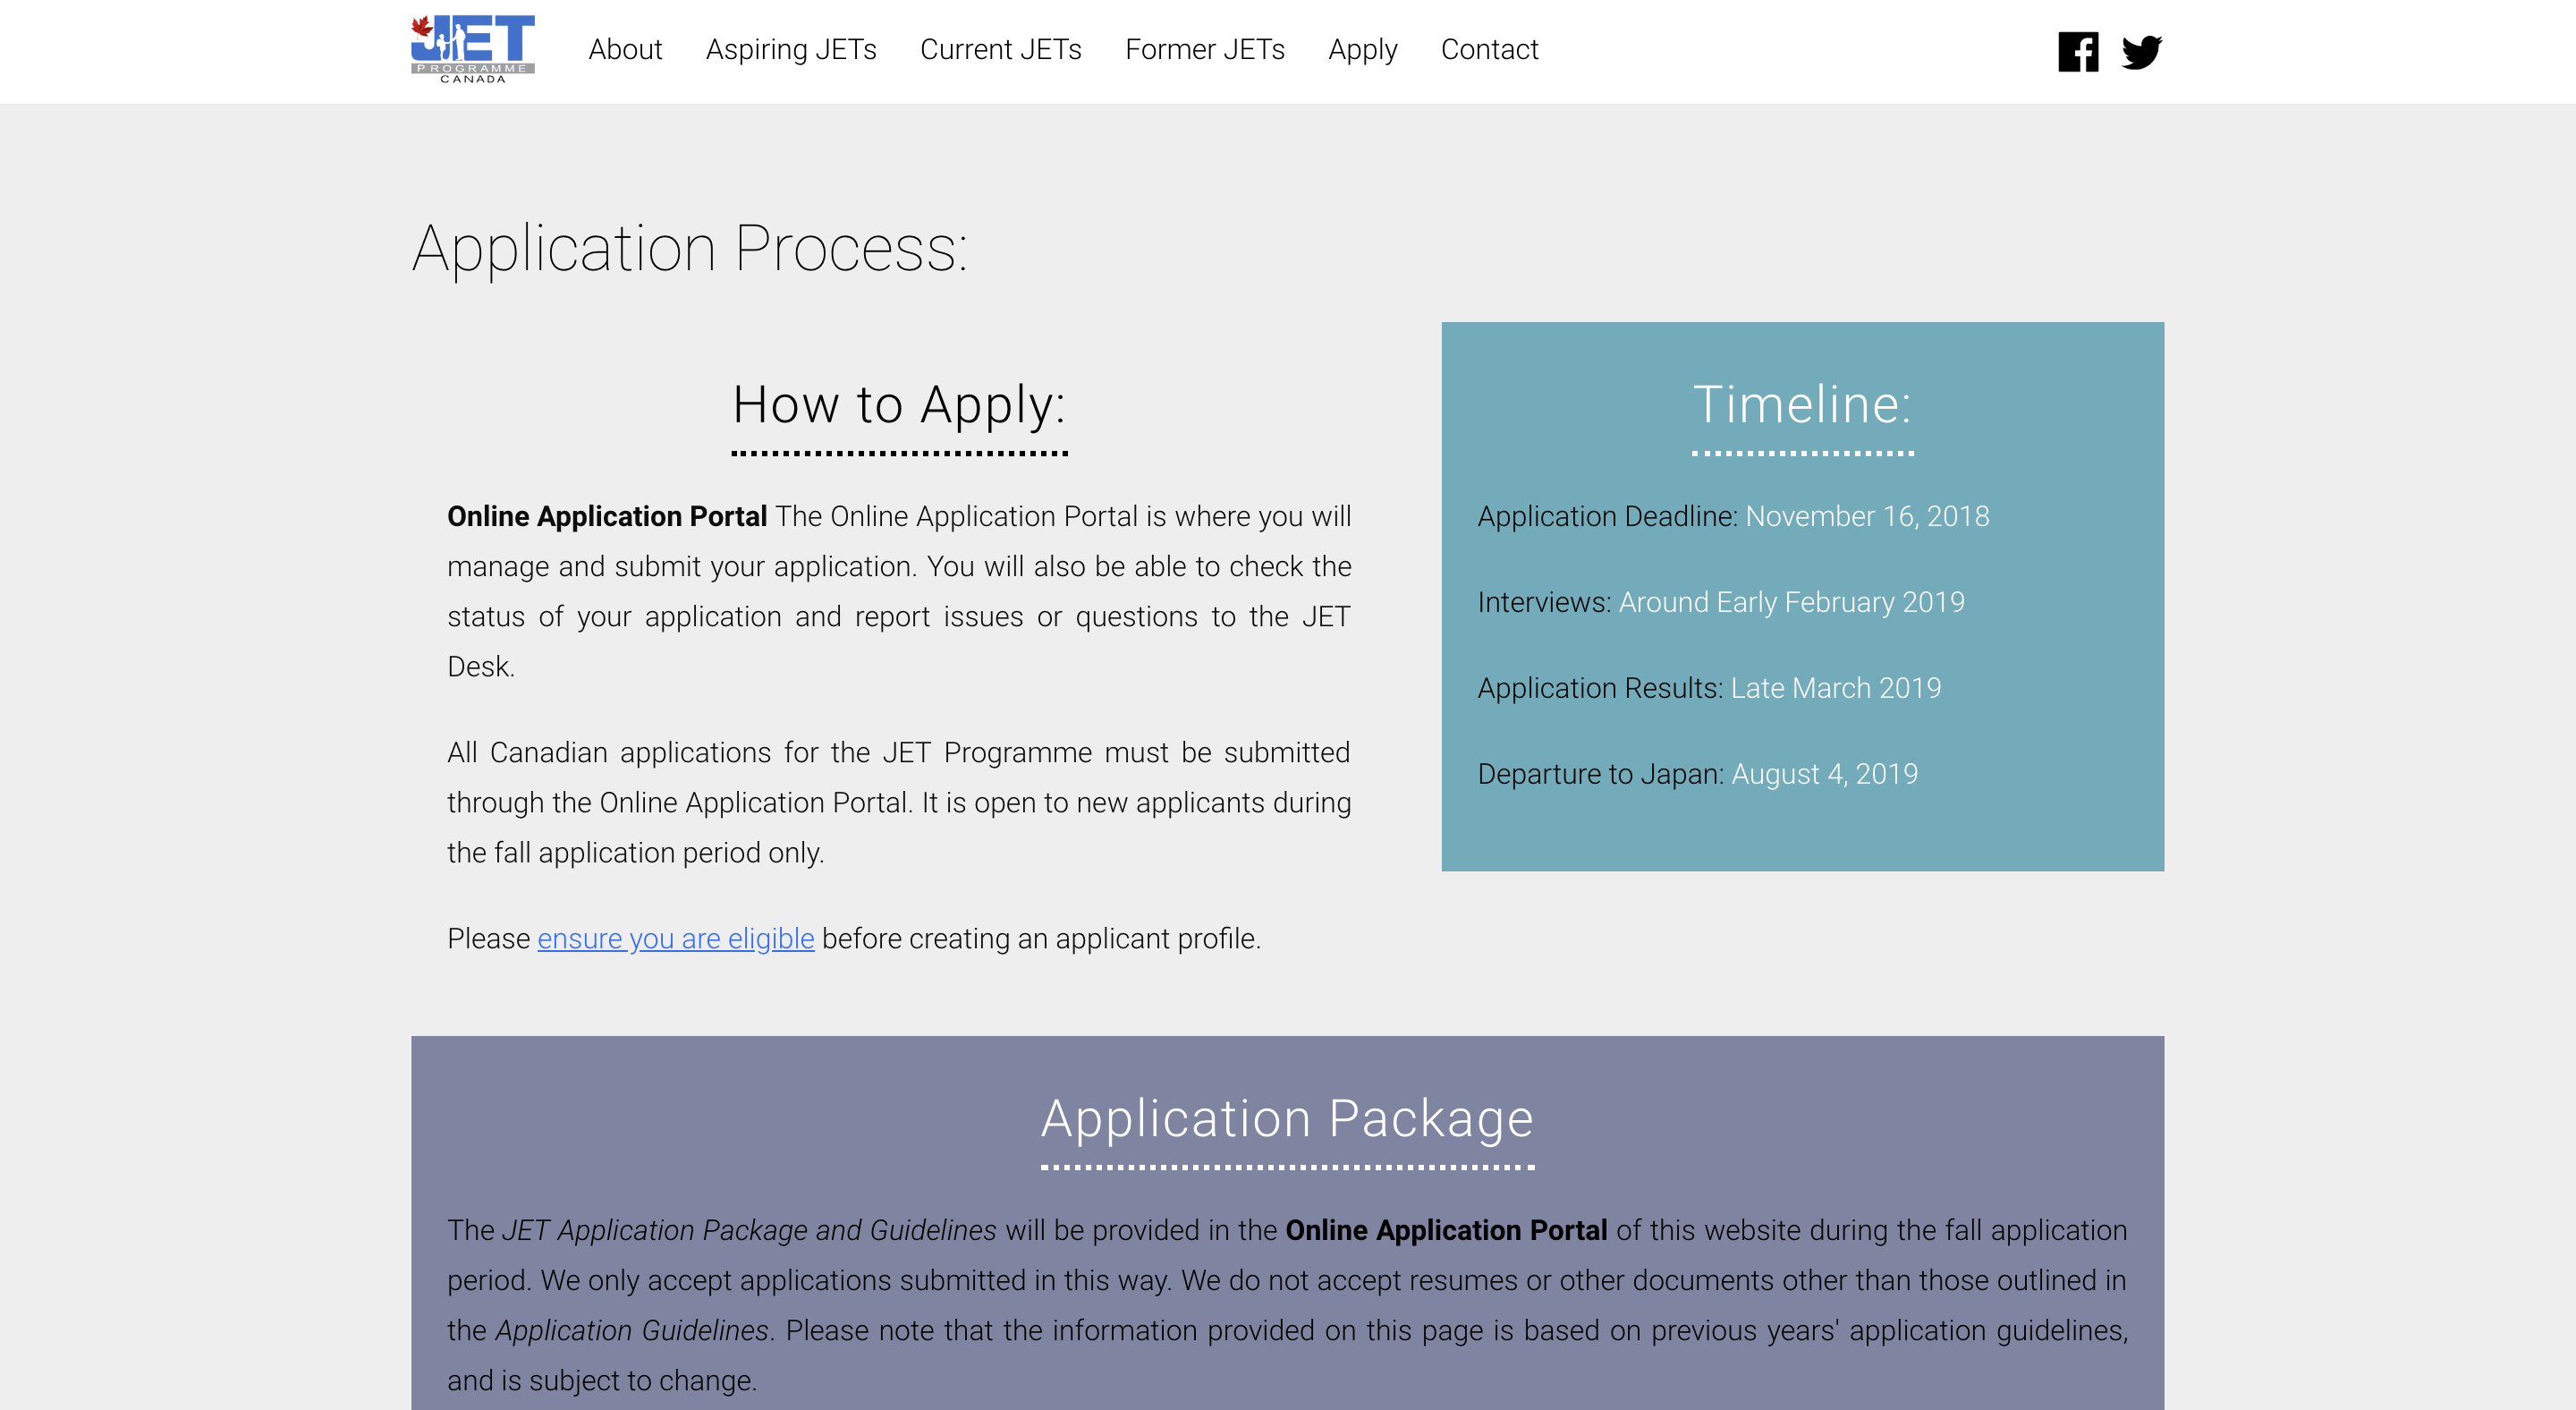 JET
PROGRAMME
CANADA
About
Aspiring JETs
Current JETs
Former JETs
Apply
Contact
Application Process:
How to Apply:
Online Application Portal The Online Application Portal is where you will
manage and submit your application. You will also be able to check the
status of your application and report issues or questions to the JET
Desk.
All Canadian applications for the JET Programme must be submitted
through the Online Application Portal. It is open to new applicants during
the fall application period only.
Please ensure you are eligible before creating an applicant profile.
Timeline:
Application Deadline: November 16, 2018
Interviews: Around Early February 2019
Application Results: Late March 2019
Departure to Japan: August 4, 2019
Application Package
The JET Application Package and Guidelines will be provided in the Online Application Portal of this website during the fall application
period. We only accept applications submitted in this way. We do not accept resumes or other documents other than those outlined in
the Application Guidelines. Please note that the information provided on this page is based on previous years' application guidelines,
and is subject to change.